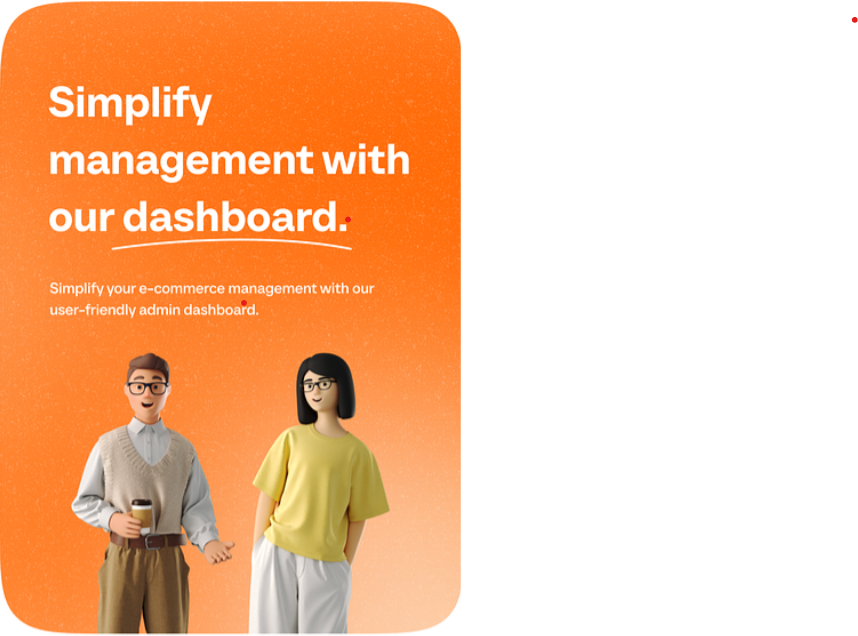 Simplify
management with
our dashboard.
Simplify your e-commerce management with our
user-friendly admin dashboard.